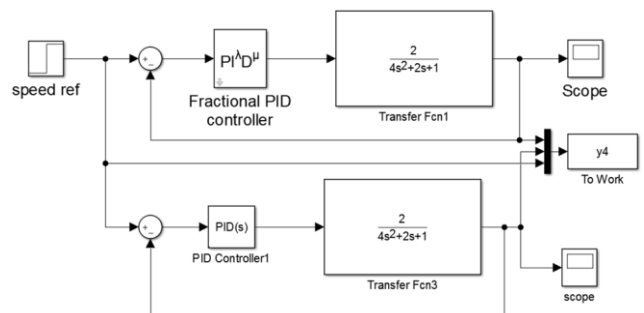 speed ref
+
−
PIλDμ
Fractional PID
controller
2
4s²+2s+1
Transfer Fcn1
Scope
y4
To Work
+
−
PID(s)
PID Controller1
2
4s²+2s+1
Transfer Fcn3
scope